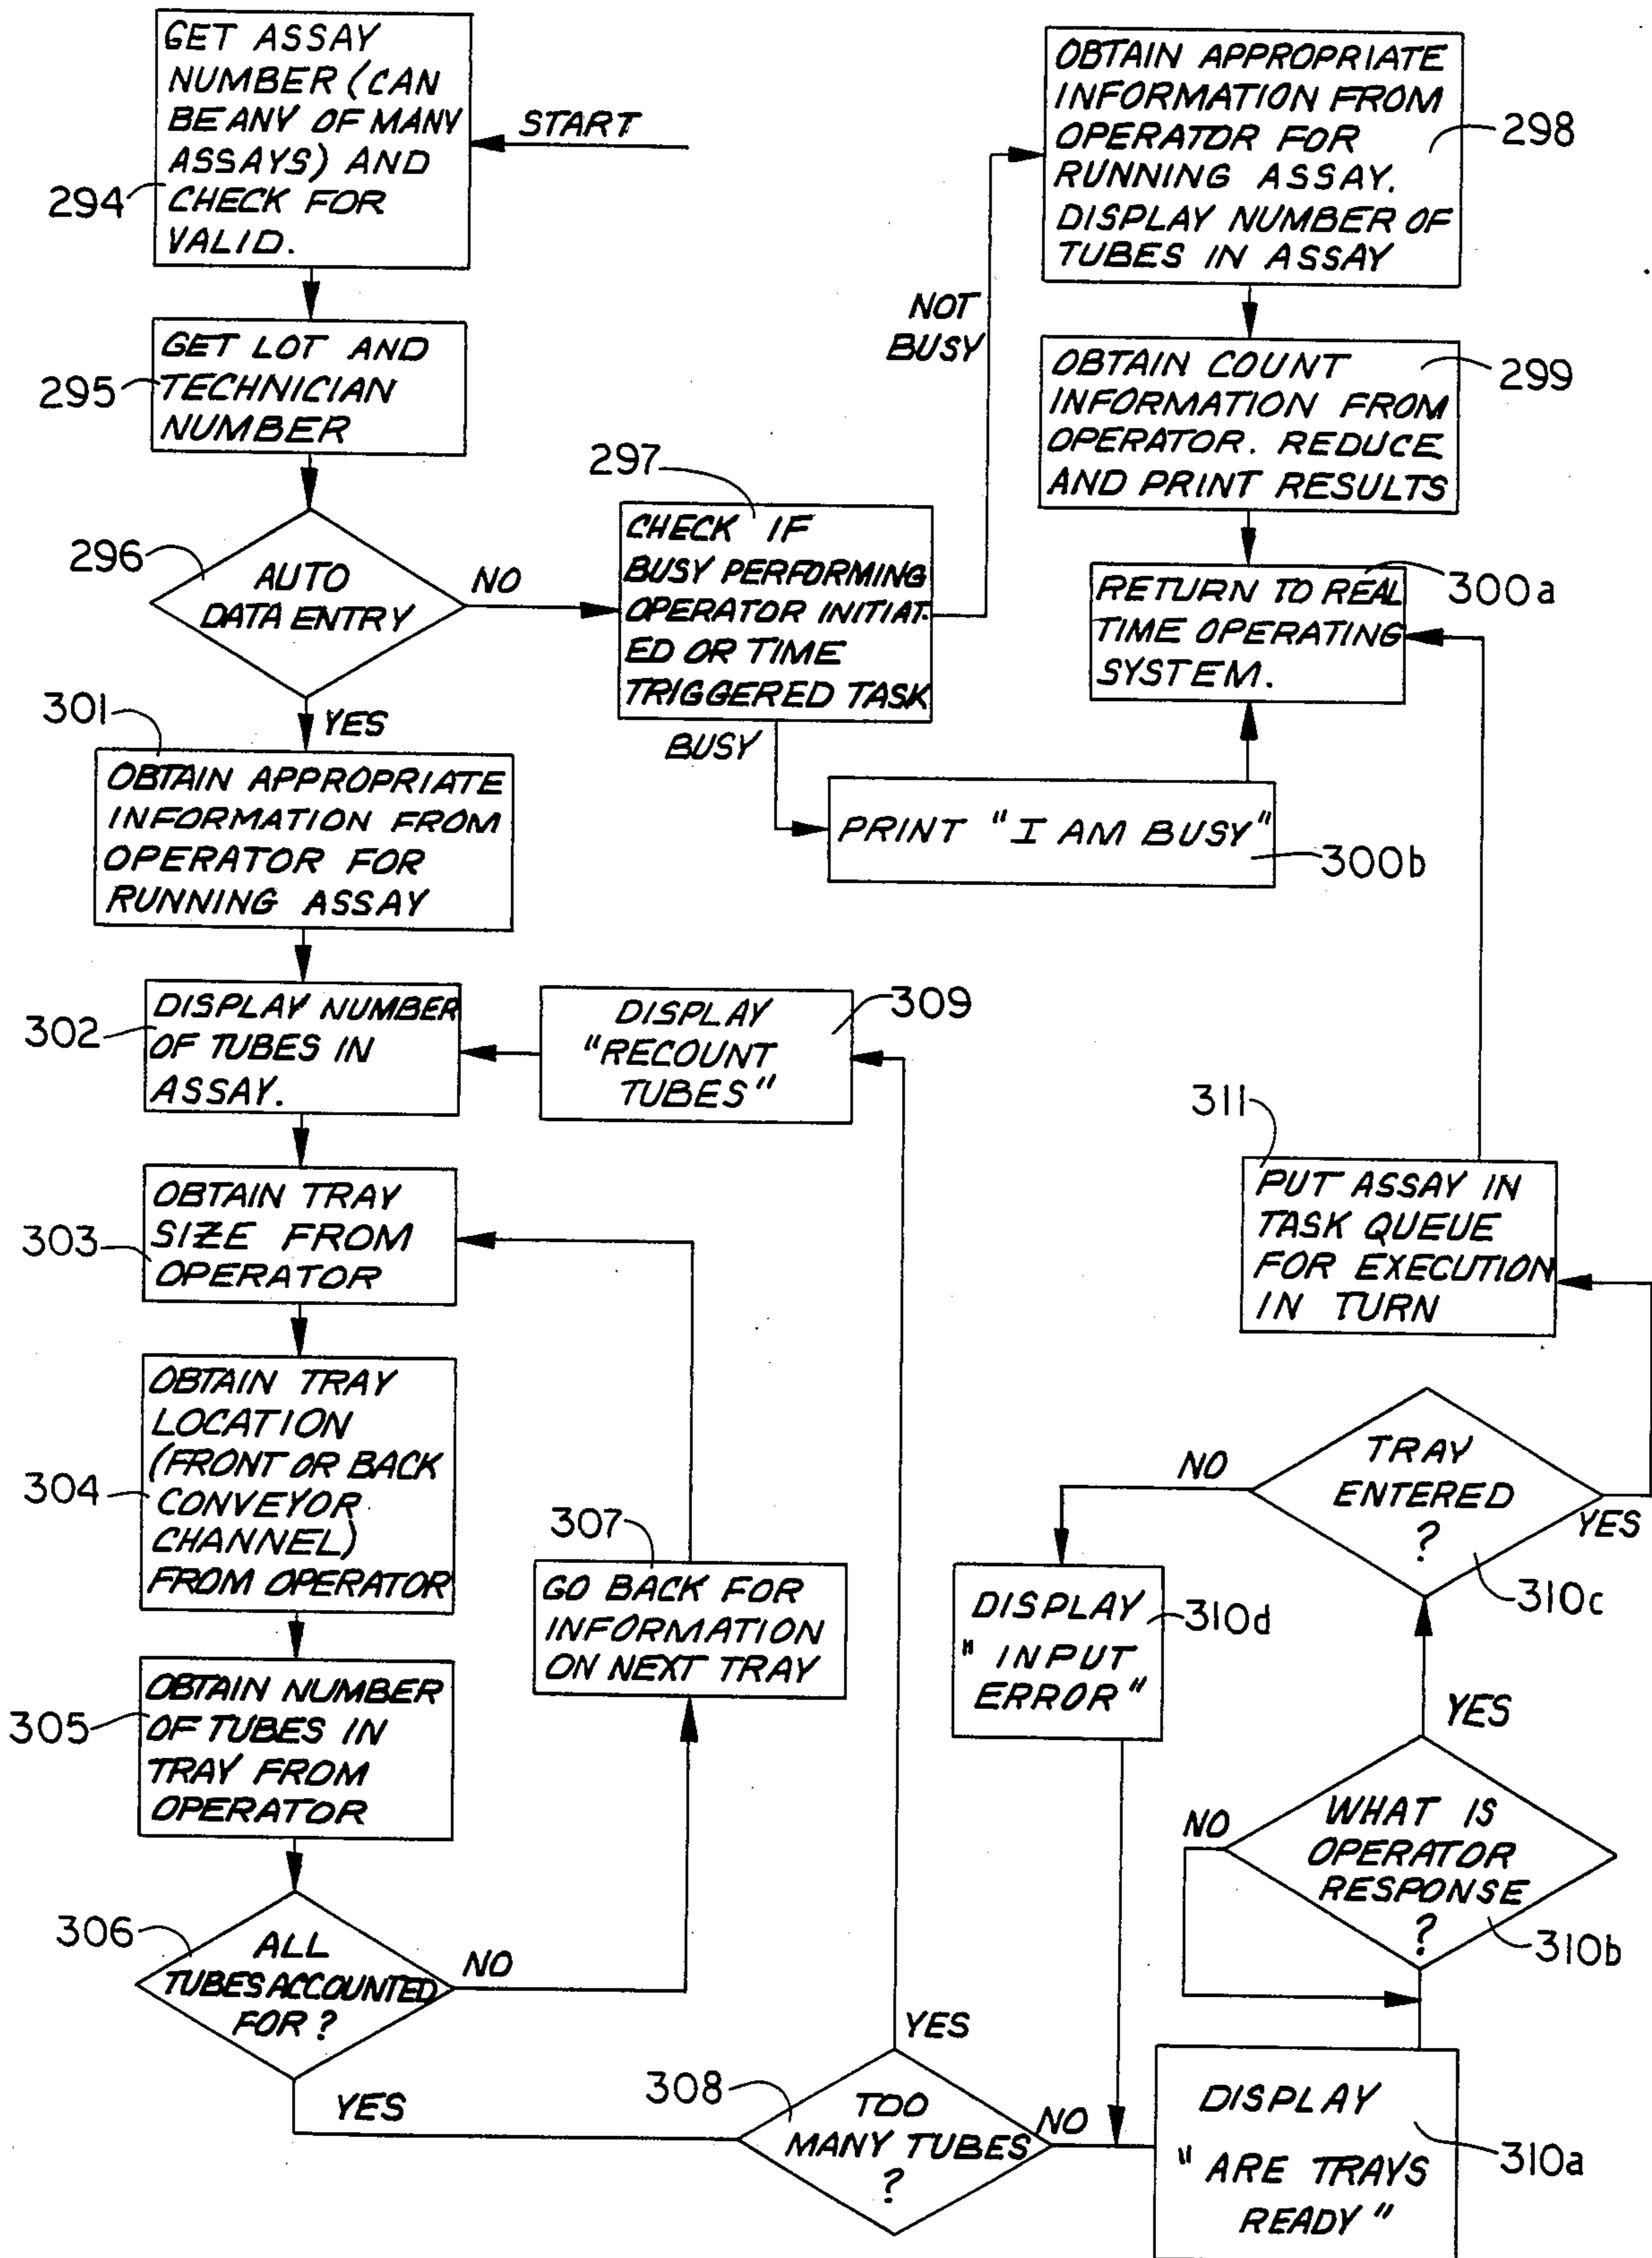 START
GET ASSAY
NUMBER (CAN
BE ANY OF MANY
ASSAYS) AND
CHECK FOR
VALID.
294
GET LOT AND
TECHNICIAN
NUMBER
295
AUTO
DATA ENTRY
296
NO
YES
297
CHECK IF
BUSY PERFORMING
OPERATOR INITIAT-
ED OR TIME
TRIGGERED TASK
NOT
BUSY
BUSY
OBTAIN APPROPRIATE
INFORMATION FROM
OPERATOR FOR
RUNNING ASSAY.
DISPLAY NUMBER OF
TUBES IN ASSAY
298
OBTAIN COUNT
INFORMATION FROM
OPERATOR. REDUCE
AND PRINT RESULTS
299
RETURN TO REAL
TIME OPERATING
SYSTEM.
300a
PRINT "I AM BUSY"
300b
301
OBTAIN APPROPRIATE
INFORMATION FROM
OPERATOR FOR
RUNNING ASSAY
302
DISPLAY NUMBER
OF TUBES IN
ASSAY.
DISPLAY
"RECOUNT
TUBES"
309
303
OBTAIN TRAY
SIZE FROM
OPERATOR
304
OBTAIN TRAY
LOCATION
(FRONT OR BACK
CONVEYOR
CHANNEL)
FROM OPERATOR
305
OBTAIN NUMBER
OF TUBES IN
TRAY FROM
OPERATOR
306
ALL
TUBES ACCOUNTED
FOR?
NO
YES
307
GO BACK FOR
INFORMATION
ON NEXT TRAY
308
TOO
MANY TUBES
?
YES
NO
DISPLAY
"ARE TRAYS
READY"
310a
WHAT IS
OPERATOR
RESPONSE
?
310b
NO
YES
TRAY
ENTERED
?
310c
NO
YES
DISPLAY
"INPUT
ERROR"
310d
311
PUT ASSAY IN
TASK QUEUE
FOR EXECUTION
IN TURN